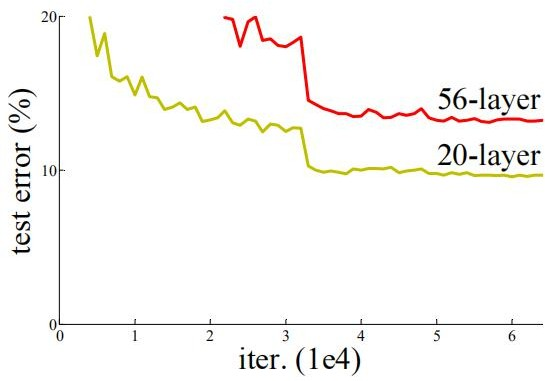 20
10
0
test error (%)
56-layer
20-layer
0 1 2 3 4 5 6
iter. (1e4)